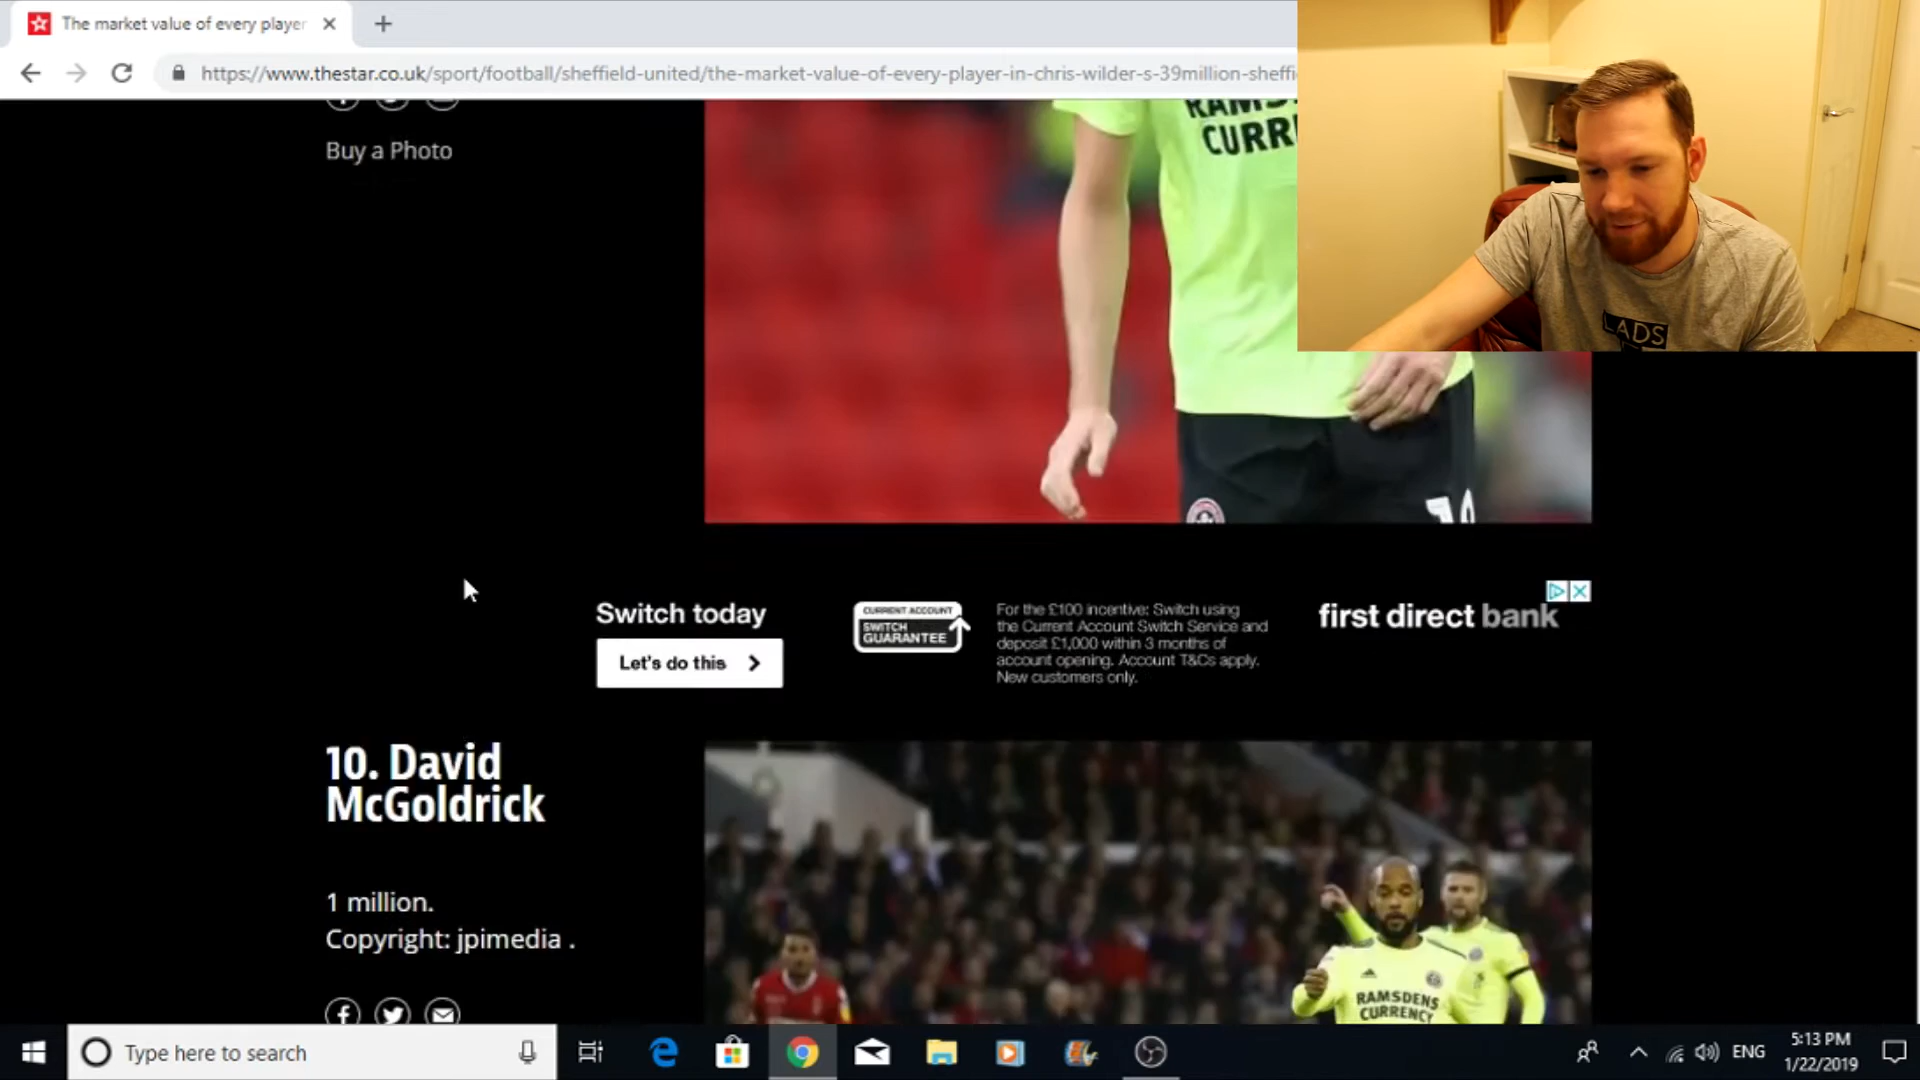 The market value of every player
https://www.thestar.co.uk/sport/football/sheffield-united/the-market-value-of-every-player-in-chris-wilder-s-39million-sheffi
Buy a Photo
RAMS
CURR
LADS
Switch today
Let's do this
CURRENT ACCOUNT
SWITCH
GUARANTEE
For the £100 incentive: Switch using
the Current Account Switch Service and
deposit £1,000 within 3 months of
account opening. Account T&Cs apply.
New customers only.
first direct bank
10. David
McGoldrick
1 million.
Copyright: jpimedia .
RAMSDENS
CURRENCY
Type here to search
ENG
5:13 PM
1/22/2019